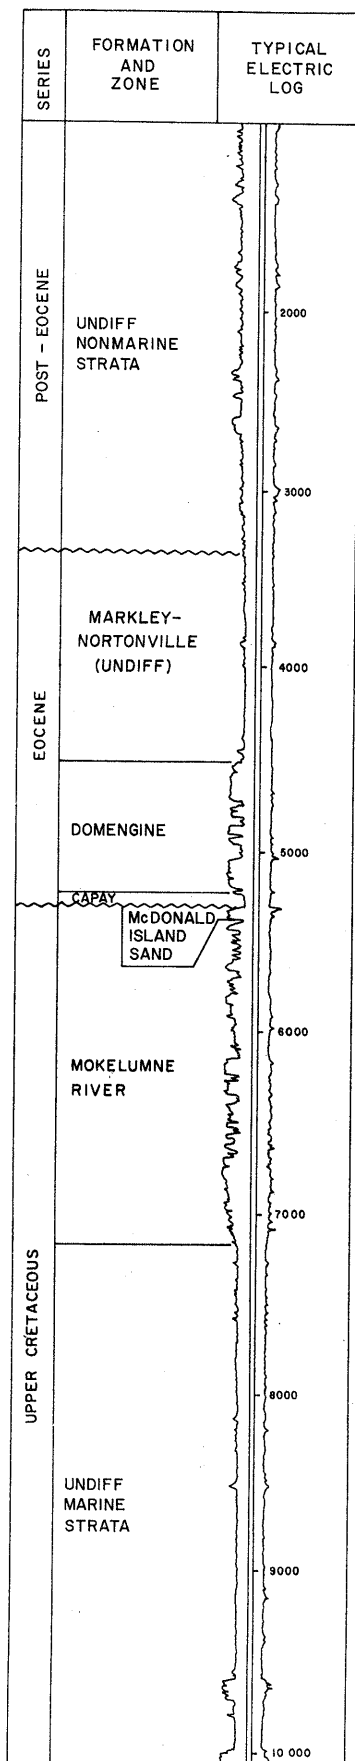 SERIES
FORMATION
AND
ZONE
TYPICAL
ELECTRIC
LOG
POST - EOCENE
UNDIFF
NONMARINE
STRATA
2000
3000
EOCENE
MARKLEY-
NORTONVILLE
(UNDIFF)
4000
DOMENGINE
5000
CAPAY
McDONALD
ISLAND
SAND
UPPER CRETACEOUS
MOKELUMNE
RIVER
6000
7000
8000
UNDIFF
MARINE
STRATA
9000
10 000